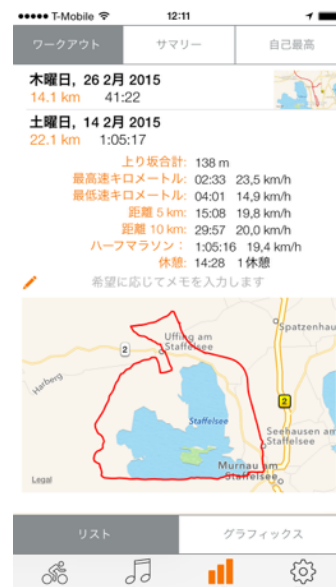 T-Mobile 12:11
ワークアウト サマリー 自己最高
木曜日, 26 2月 2015
14.1 km 41:22
土曜日, 14 2月 2015
22.1 km 1:05:17
上り坂合計: 138 m
最高速キロメートル: 02:33 23,5 km/h
最低速キロメートル: 04:01 14,9 km/h
距離 5 km: 15:08 19,8 km/h
距離 10 km: 29:57 20,0 km/h
ハーフマラソン: 1:05:16 19,4 km/h
休憩: 14:28 1 休憩
希望に応じてメモを入力します
Spatzenhau
Uffing am
Staffelsee
2
Harberg
2
Staffelsee
Seehausen am
Staffelsee
Murnau am
Staffelsee
Legal
リスト グラフィックス